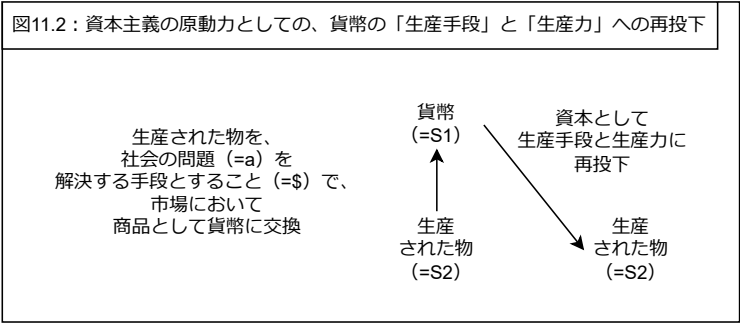 図11.2：資本主義の原動力としての、貨幣の「生産手段」と「生産力」への再投下
生産された物を、
社会の問題（=a）を
解決する手段とすること（=$）で、
市場において
商品として貨幣に交換
貨幣
（=S1）
資本として
生産手段と生産力に
再投下
生産
された物
（=S2）
生産
された物
（=S2）